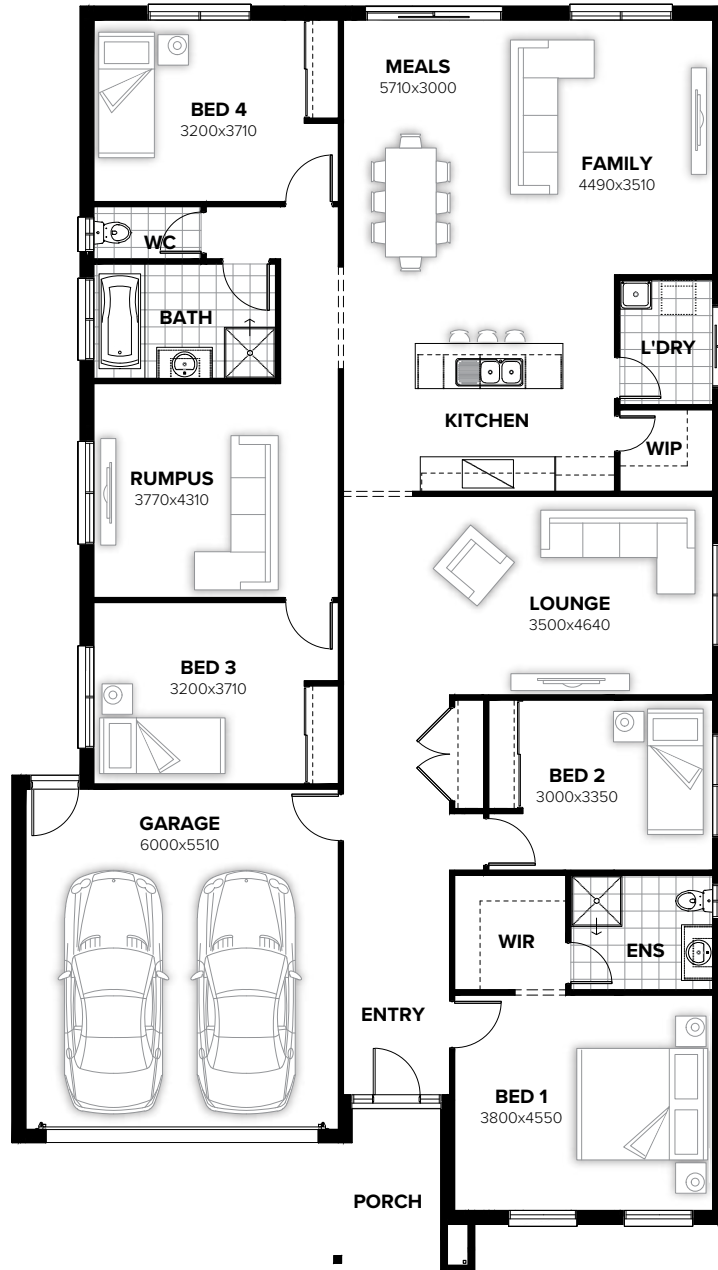 MEALS
5710x3000
BED 4
3200x3710
FAMILY
4490x3510
WC
BATH
L'DRY
KITCHEN
WIP
RUMPUS
3770x4310
LOUNGE
3500x4640
BED 3
3200x3710
BED 2
3000x3350
GARAGE
6000x5510
WIR
ENS
ENTRY
BED 1
3800x4550
PORCH